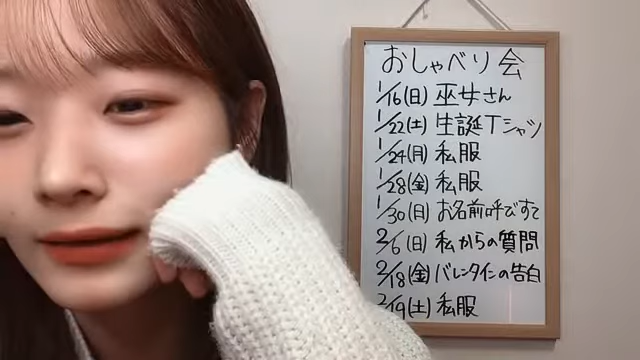 おしゃべり会
1/16(日) 巫女さん
1/22(土) 生誕Tシャツ
1/24(月) 私服
1/28(金) 私服
1/30(日) お名前呼びすて
2/6(日) 私からの質問
2/18(金) バレンタインの告白
2/19(土) 私服